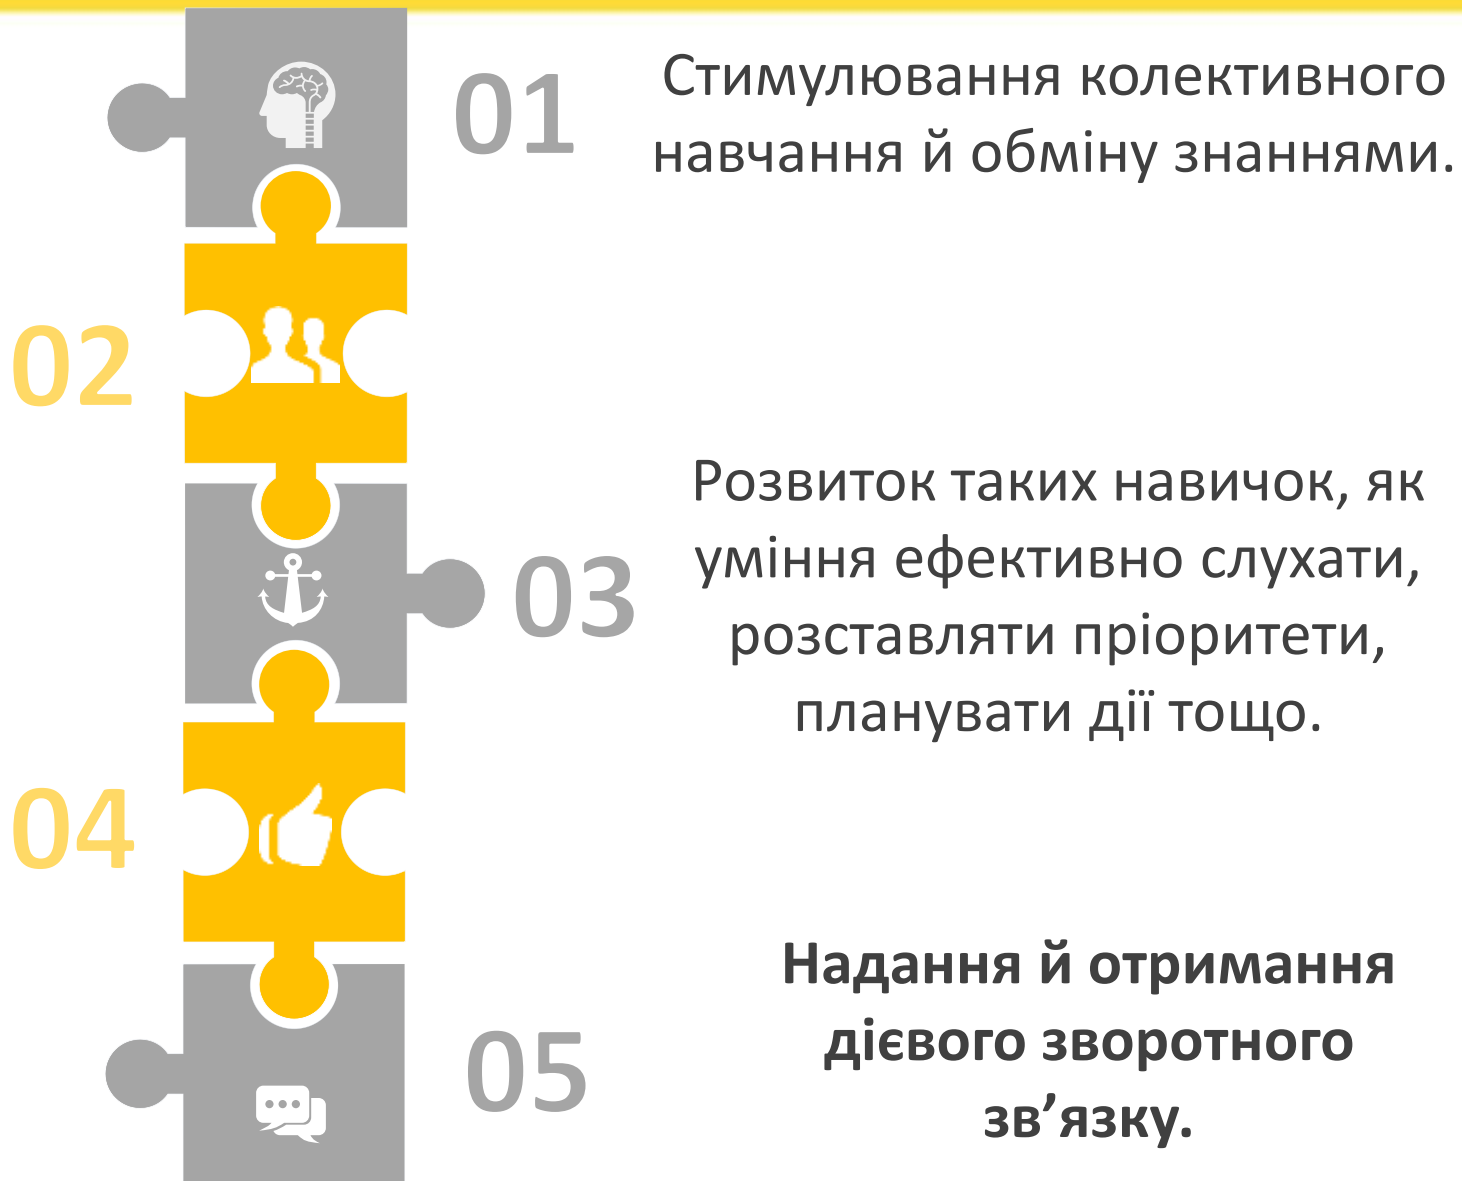 01
Стимулювання колективного
навчання й обміну знаннями.
02
03
Розвиток таких навичок, як
уміння ефективно слухати,
розставляти пріоритети,
планувати дії тощо.
04
05
Надання й отримання
дієвого зворотного
зв’язку.